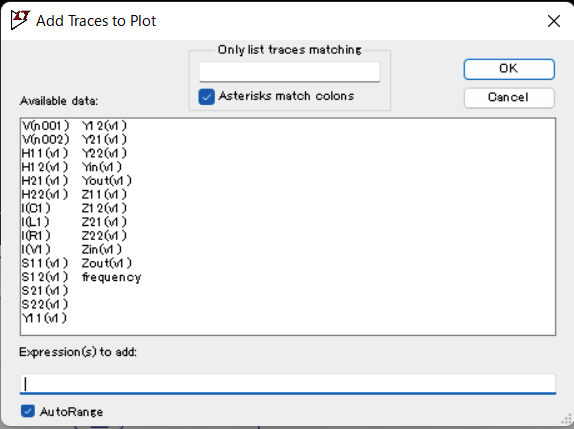 Add Traces to Plot
Only list traces matching
OK
Asterisks match colons
Cancel
Available data:
V(n001) Y12(v1)
V(n002) Y21(v1)
H11(v1) Y22(v1)
H12(v1) Yin(v1)
H21(v1) Yout(v1)
H22(v1) Z11(v1)
I(C1) Z12(v1)
I(L1) Z21(v1)
I(R1) Z22(v1)
I(V1) Zin(v1)
S11(v1) Zout(v1)
S12(v1) frequency
S21(v1)
S22(v1)
Y11(v1)
Expression(s) to add:
AutoRange